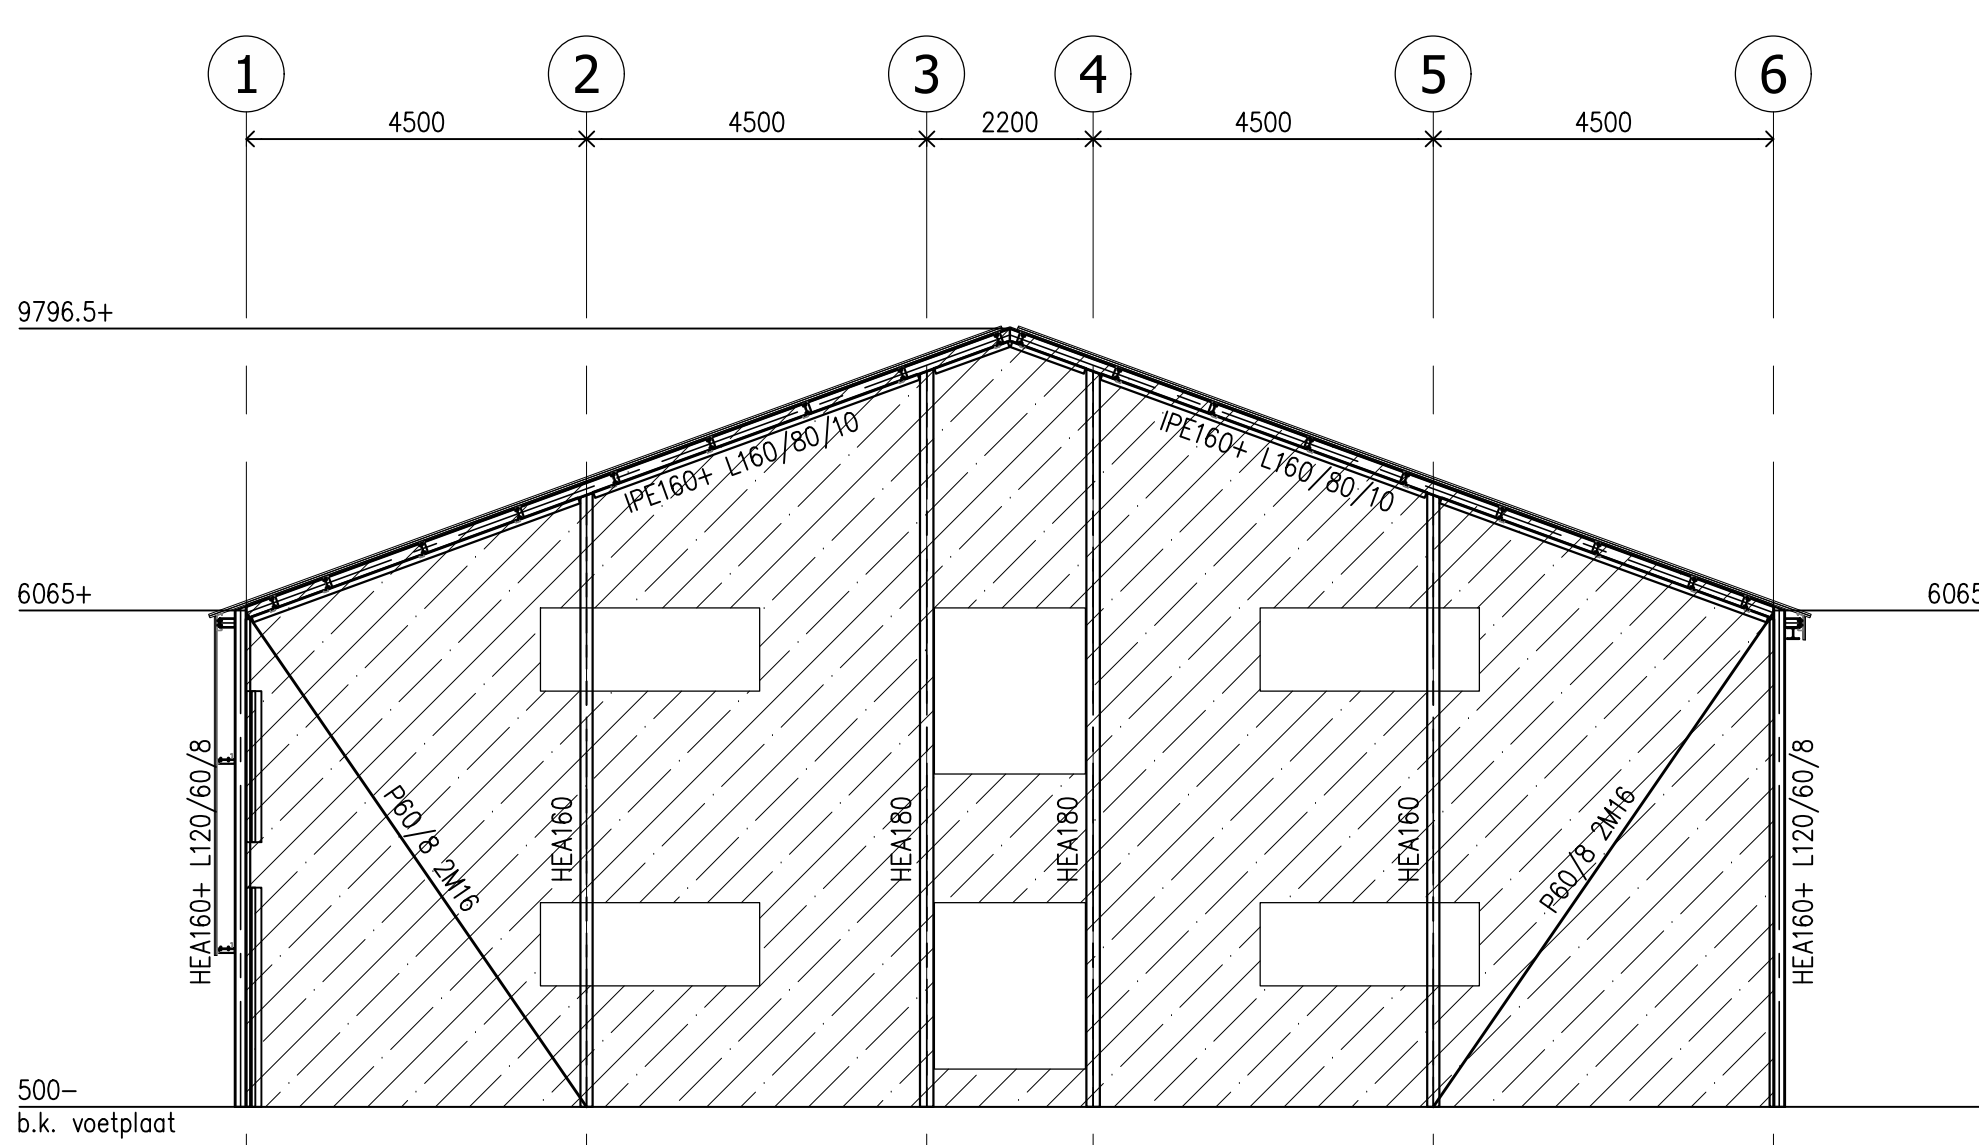 1 2 3 4 5 6
4500 4500 2200 4500 4500
9796.5+
IPE160+ L160/80/10
IPE160+ L160/80/10
6065+
6065
HEA160+ L120/60/8
P60/8 2M16
HEA160
HEA180
HEA180
HEA160
P60/8 2M16
HEA160+ L120/60/8
500-
b.k. voetplaat